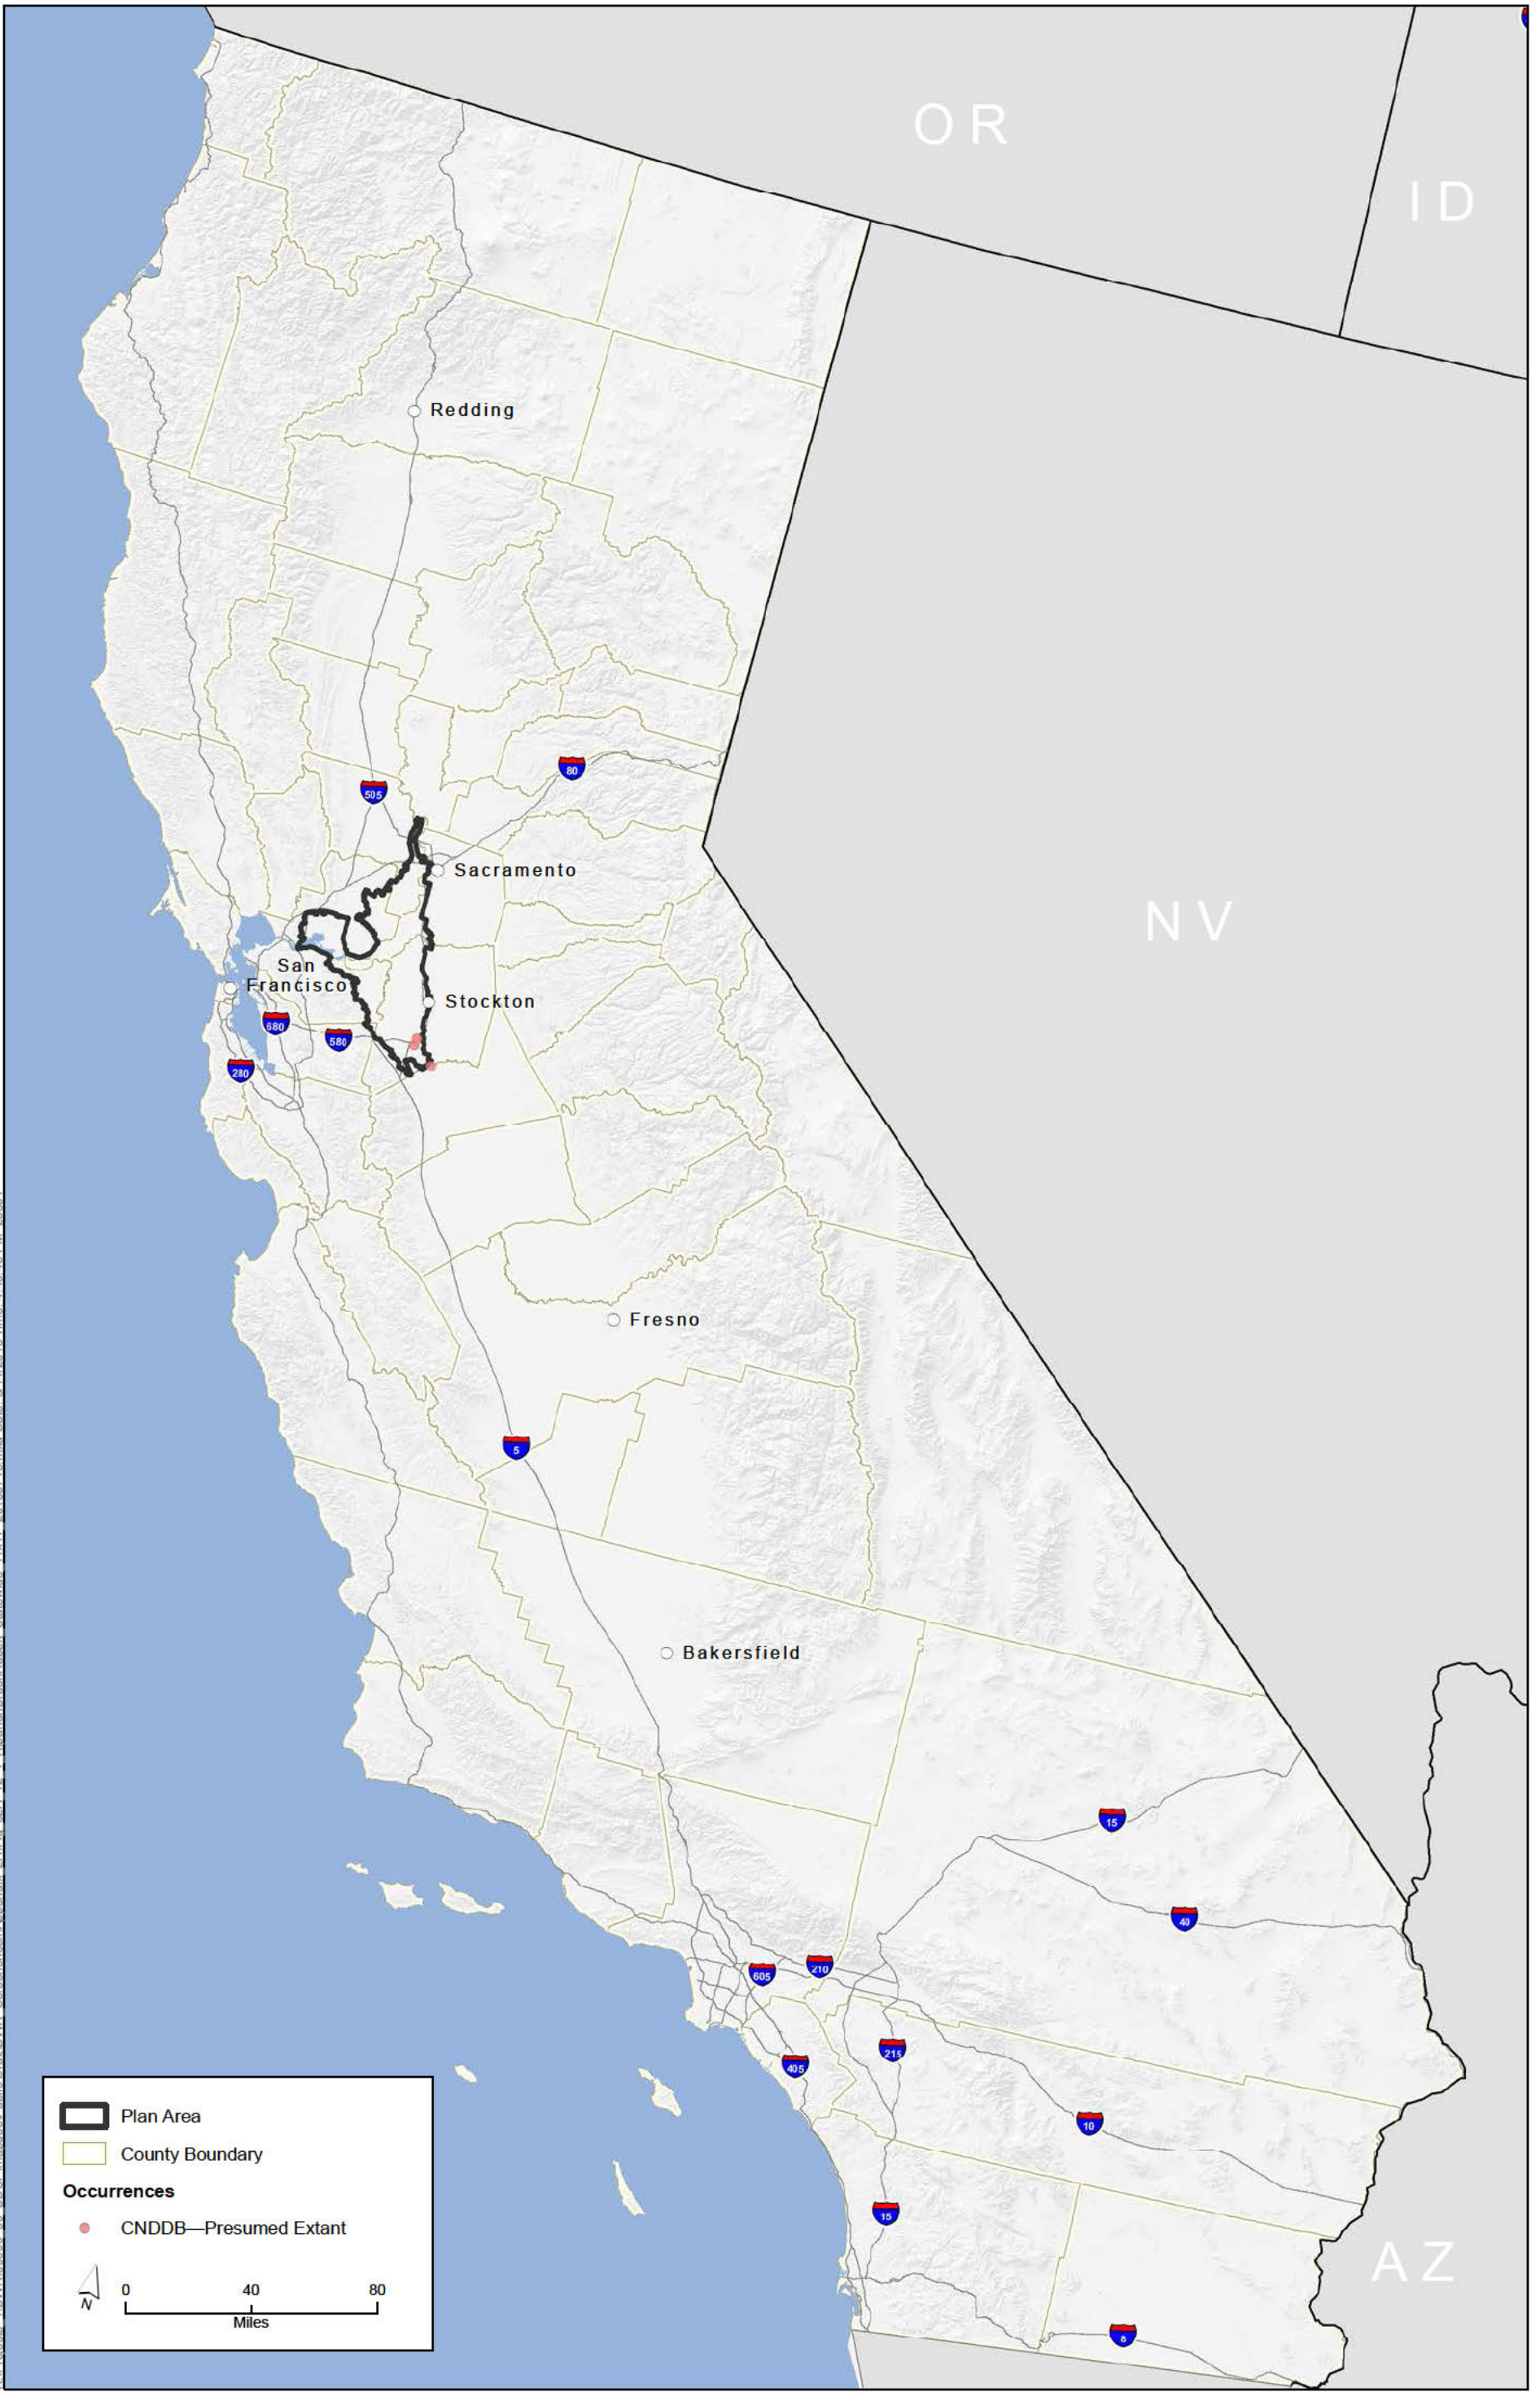 OR
ID
Redding
80
505
Sacramento
NV
San
Francisco
Stockton
680
580
280
Fresno
5
Bakersfield
15
40
605
210
215
405
10
15
AZ
8
Plan Area
County Boundary
Occurrences
CNDDB—Presumed Extant
N
0 40 80
Miles